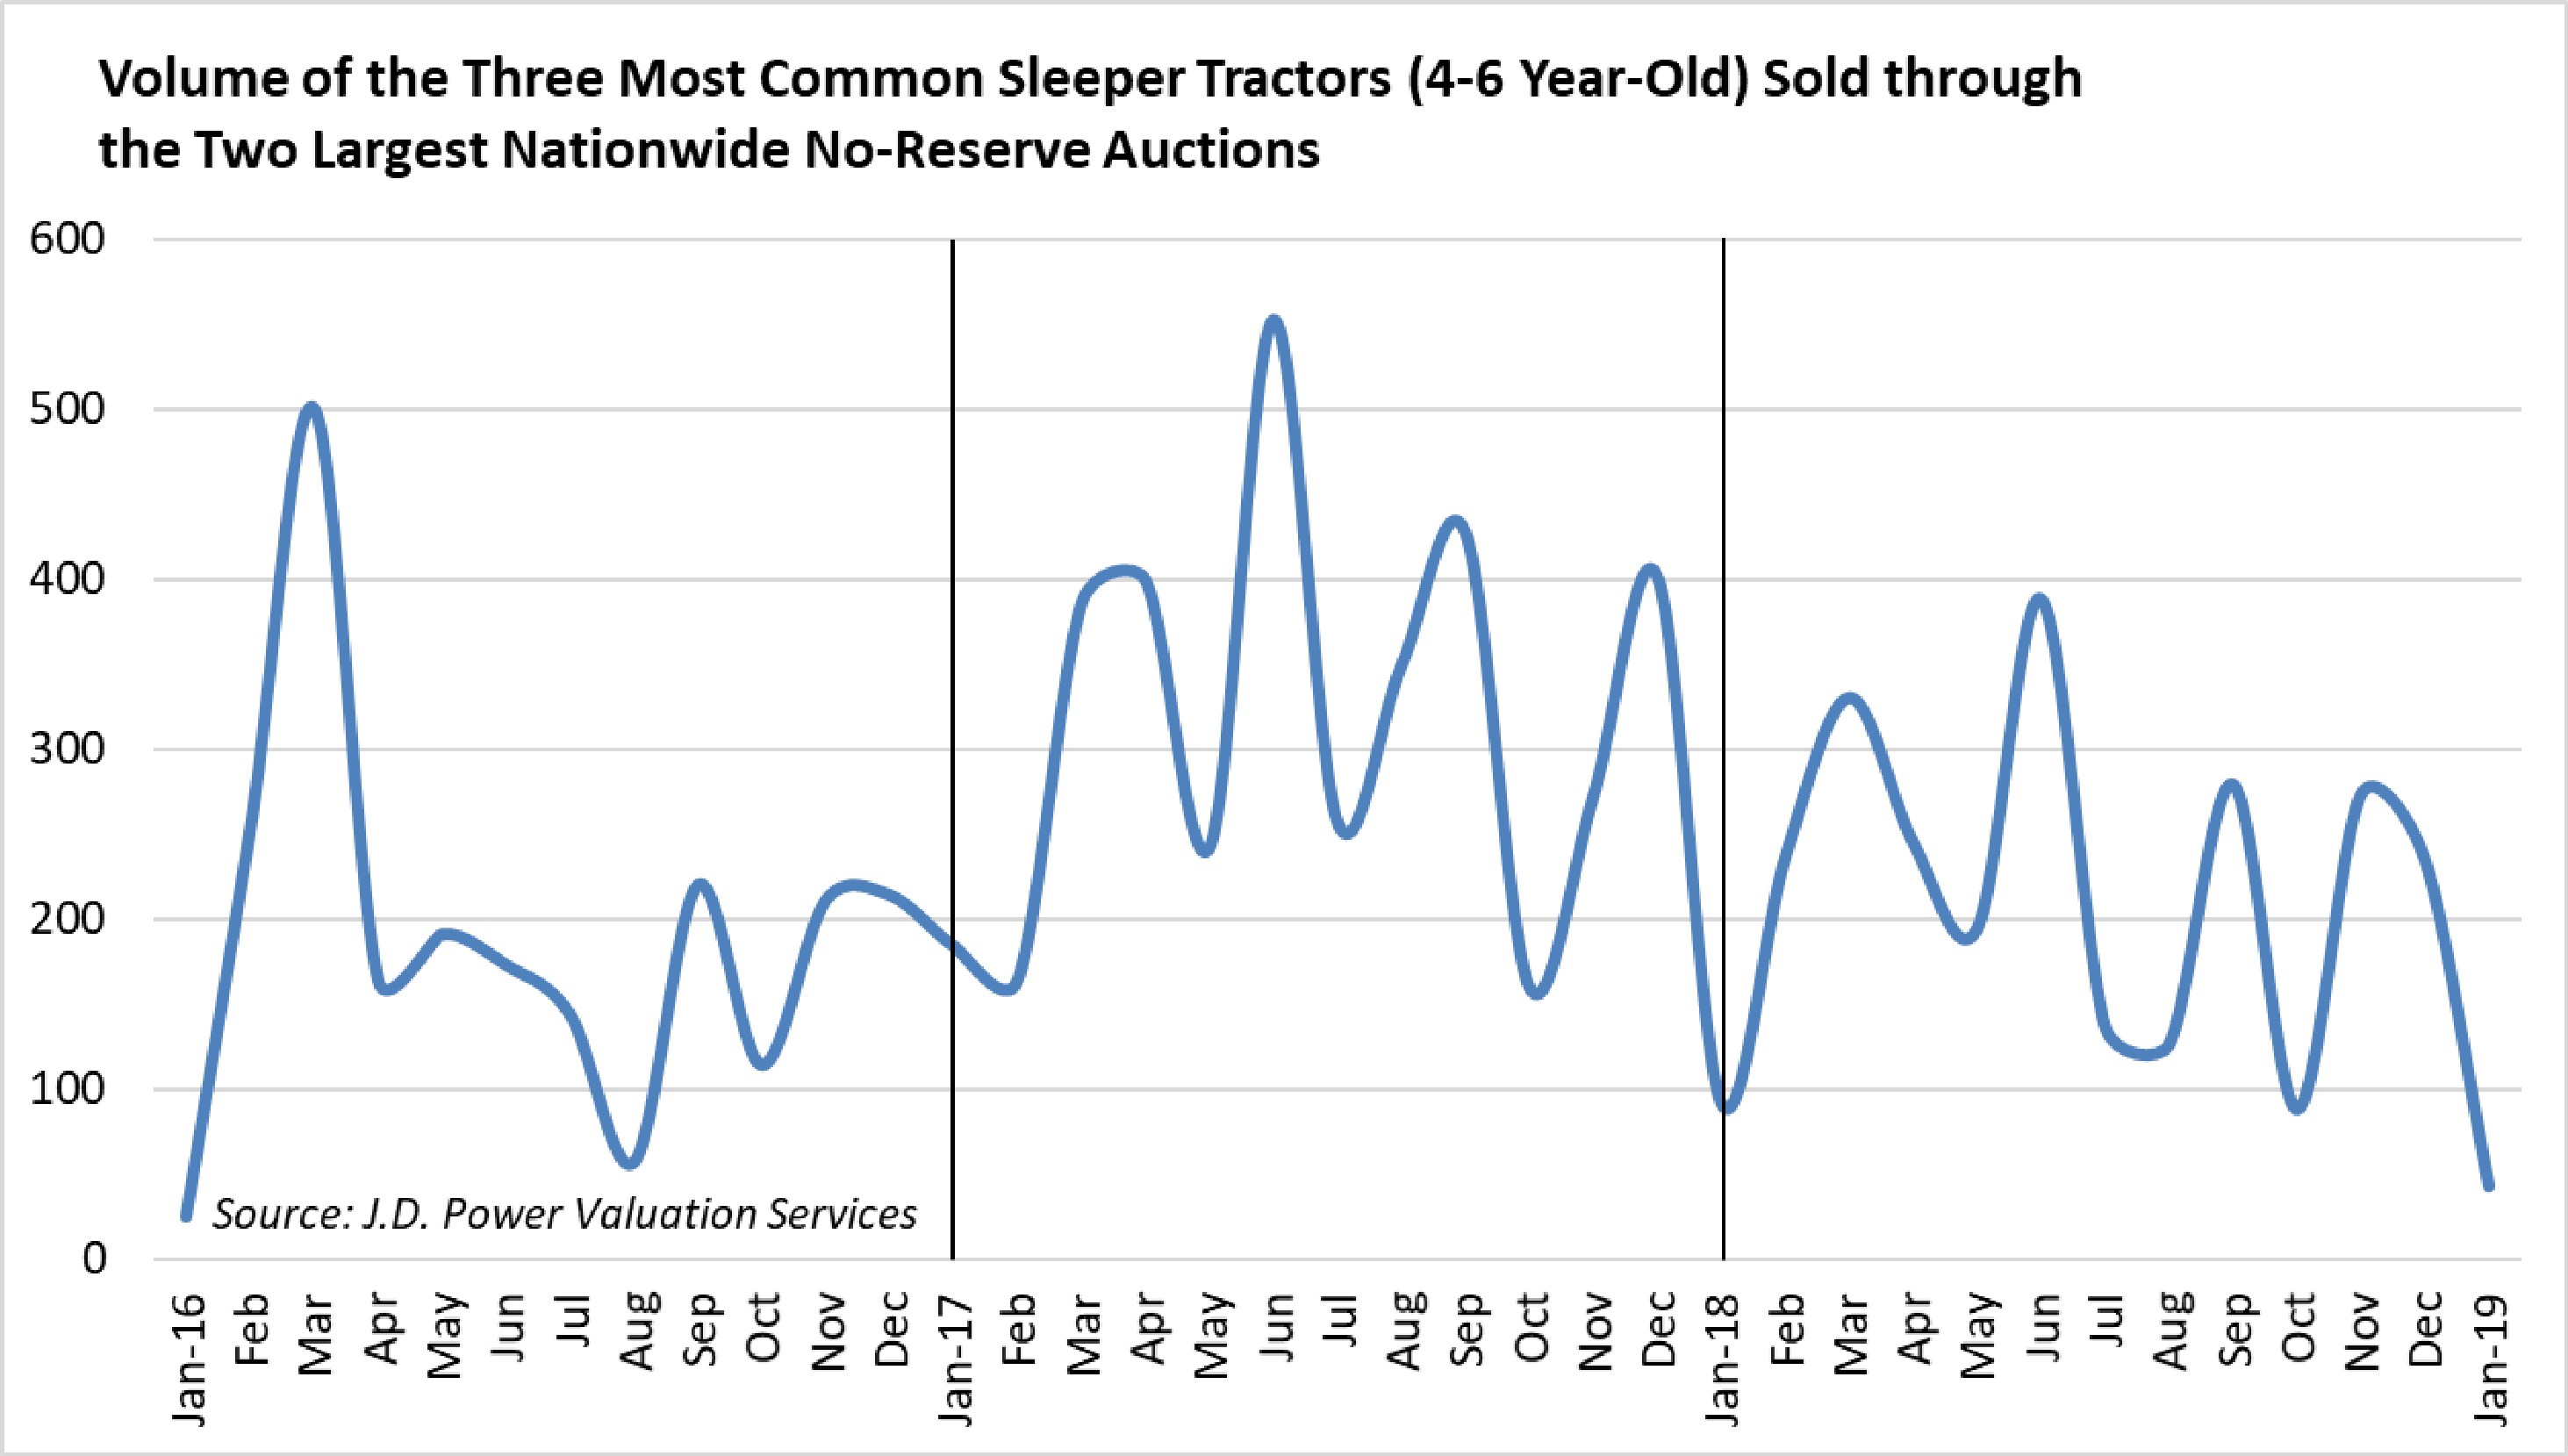 Volume of the Three Most Common Sleeper Tractors (4-6 Year-Old) Sold through
the Two Largest Nationwide No-Reserve Auctions
600
500
400
300
200
100
0
Source: J.D. Power Valuation Services
Jan-16
Feb
Mar
Apr
May
Jun
Jul
Aug
Sep
Oct
Nov
Dec
Jan-17
Feb
Mar
Apr
May
Jun
Jul
Aug
Sep
Oct
Nov
Dec
Jan-18
Feb
Mar
Apr
May
Jun
Jul
Aug
Sep
Oct
Nov
Dec
Jan-19